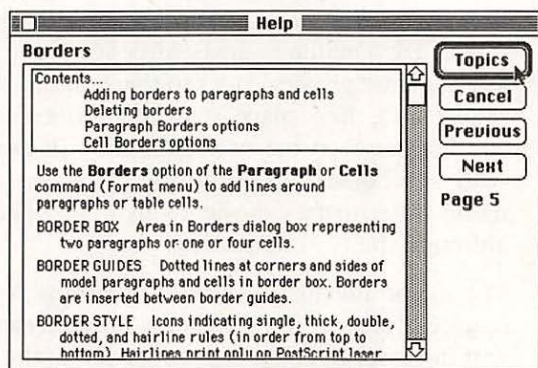 Help
Borders
Contents...
Adding borders to paragraphs and cells
Deleting borders
Paragraph Borders options
Cell Borders options
Use the Borders option of the Paragraph or Cells
command (Format menu) to add lines around
paragraphs or table cells.
BORDER BOX Area in Borders dialog box representing
two paragraphs or one or four cells.
BORDER GUIDES Dotted lines at corners and sides of
model paragraphs and cells in border box. Borders
are inserted between border guides.
BORDER STYLE Icons indicating single, thick, double,
dotted, and hairline rules (in order from top to
bottom) Hairlines print only on PostScript laser
Topics
Cancel
Previous
Next
Page 5